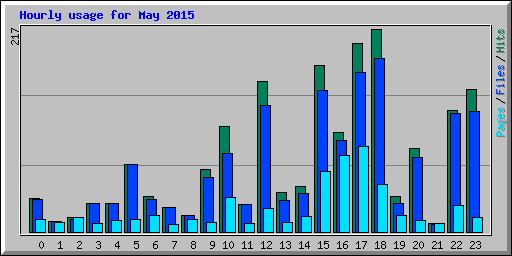 Hourly usage for May 2015
217
Pages / Files / Hits
0 1 2 3 4 5 6 7 8 9 10 11 12 13 14 15 16 17 18 19 20 21 22 23